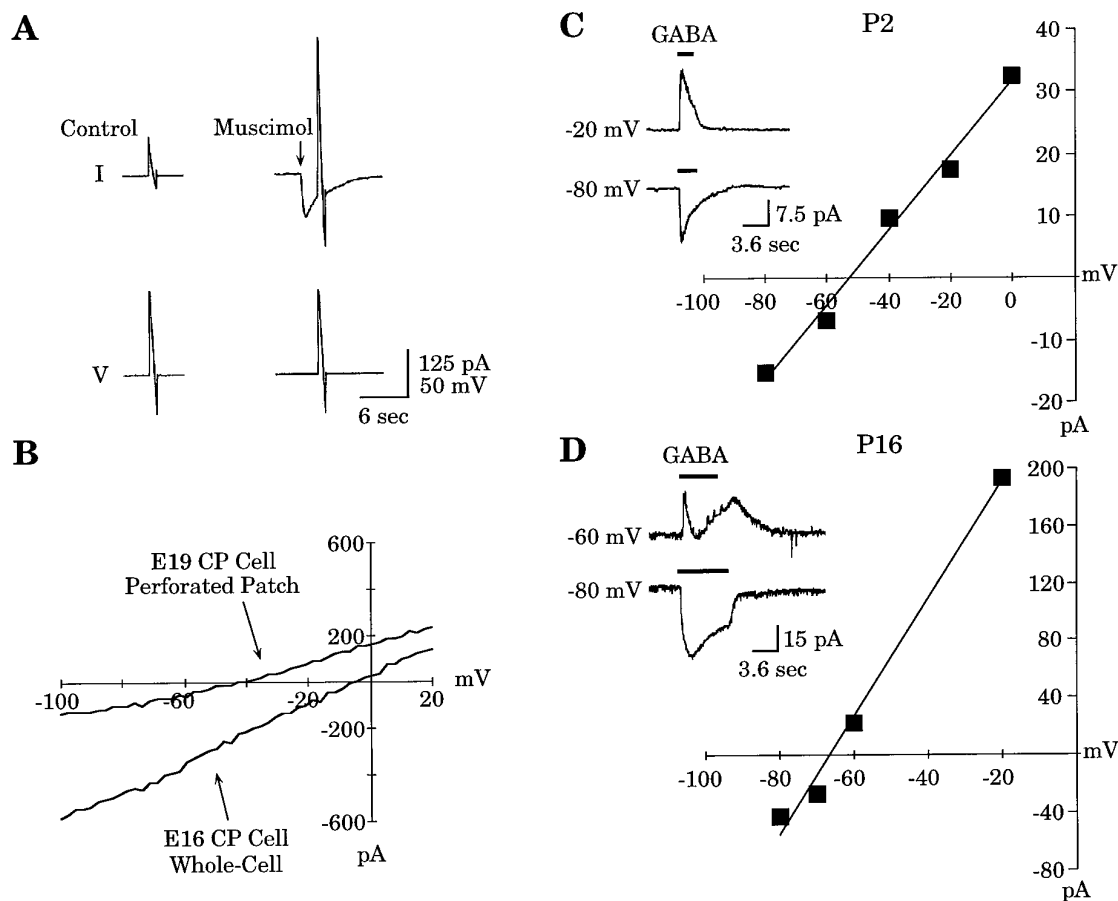 A
Control
Muscimol
I
V
125 pA
50 mV
6 sec
B
E19 CP Cell
Perforated Patch
600
200
mV
-100
-60
-20
20
-200
-600
pA
E16 CP Cell
Whole-Cell
C
P2
GABA
-20 mV
-80 mV
7.5 pA
3.6 sec
40
30
20
10
mV
-100
-80
-60
-40
-20
0
-10
-20
pA
D
P16
GABA
-60 mV
-80 mV
15 pA
3.6 sec
200
160
120
80
40
mV
-100
-80
-60
-40
-20
-40
-80
pA